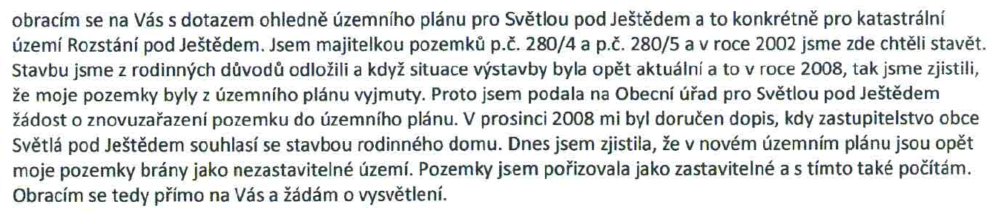 obracím se na Vás s dotazem ohledně územního plánu pro Světlou pod Ještědem a to konkrétně pro katastrální
území Rozstání pod Ještědem. Jsem majitelkou pozemků p.č. 280/4 a p.č. 280/5 a v roce 2002 jsme zde chtěli stavět.
Stavbu jsme z rodinných důvodů odložili a když situace výstavby byla opět aktuální a to v roce 2008, tak jsme zjistili,
že moje pozemky byly z územního plánu vyjmuty. Proto jsem podala na Obecní úřad pro Světlou pod Ještědem
žádost o znovuzařazení pozemku do územního plánu. V prosinci 2008 mi byl doručen dopis, kdy zastupitelstvo obce
Světlá pod Ještědem souhlasí se stavbou rodinného domu. Dnes jsem zjistila, že v novém územním plánu jsou opět
moje pozemky brány jako nezastavitelné území. Pozemky jsem pořizovala jako zastavitelné a s tímto také počítám.
Obracím se tedy přímo na Vás a žádám o vysvětlení.